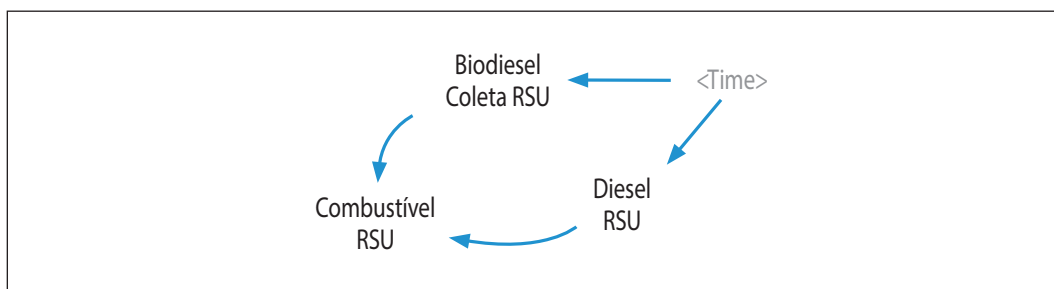 Biodiesel
Coleta RSU
<Time>
Diesel
RSU
Combustível
RSU